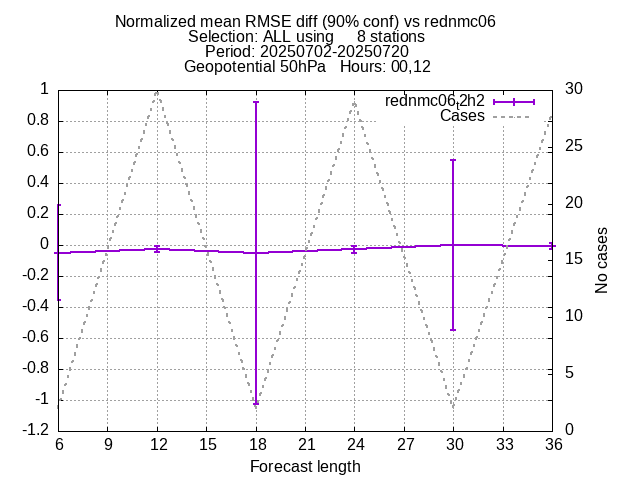 Normalized mean RMSE diff (90% conf) vs rednmc06
Selection: ALL using     8 stations
Period: 20250702-20250720
Geopotential 50hPa   Hours: 00,12
rednmc06_t2h2
Cases
1
0.8
0.6
0.4
0.2
0
-0.2
-0.4
-0.6
-0.8
-1
-1.2
30
25
20
15
10
5
0
No cases
6 9 12 15 18 21 24 27 30 33 36
Forecast length